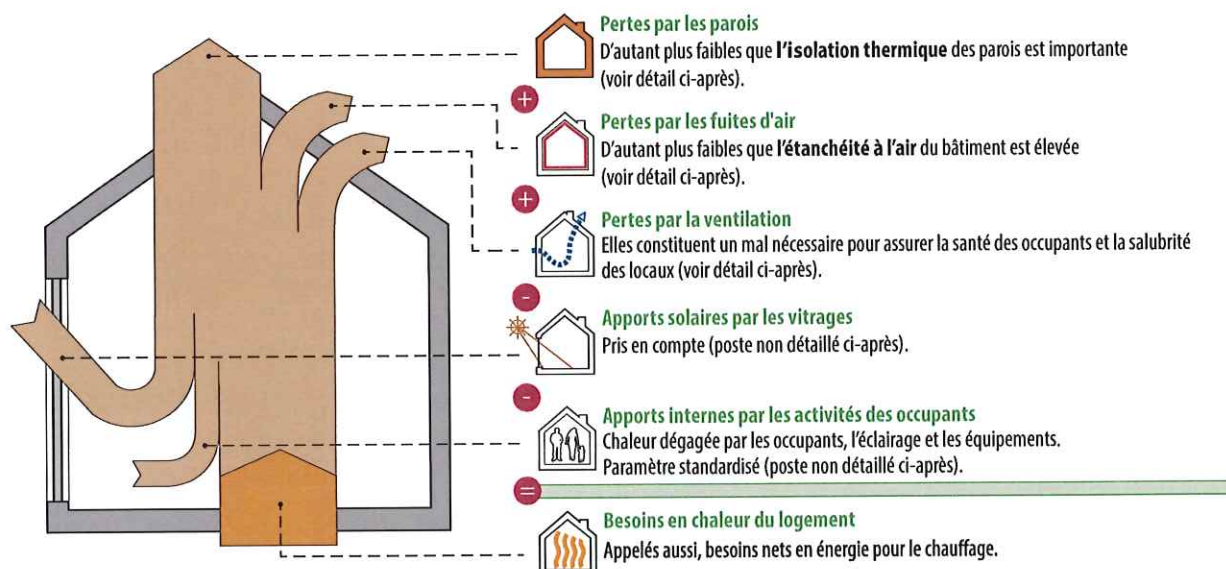 Pertes par les parois
D'autant plus faibles que l'isolation thermique des parois est importante
(voir détail ci-après).
+
Pertes par les fuites d'air
D'autant plus faibles que l'étanchéité à l'air du bâtiment est élevée
(voir détail ci-après).
+
Pertes par la ventilation
Elles constituent un mal nécessaire pour assurer la santé des occupants et la salubrité
des locaux (voir détail ci-après).
-
Apports solaires par les vitrages
Pris en compte (poste non détaillé ci-après).
-
Apports internes par les activités des occupants
Chaleur dégagée par les occupants, l'éclairage et les équipements.
Paramètre standardisé (poste non détaillé ci-après).
=
Besoins en chaleur du logement
Appelés aussi, besoins nets en énergie pour le chauffage.